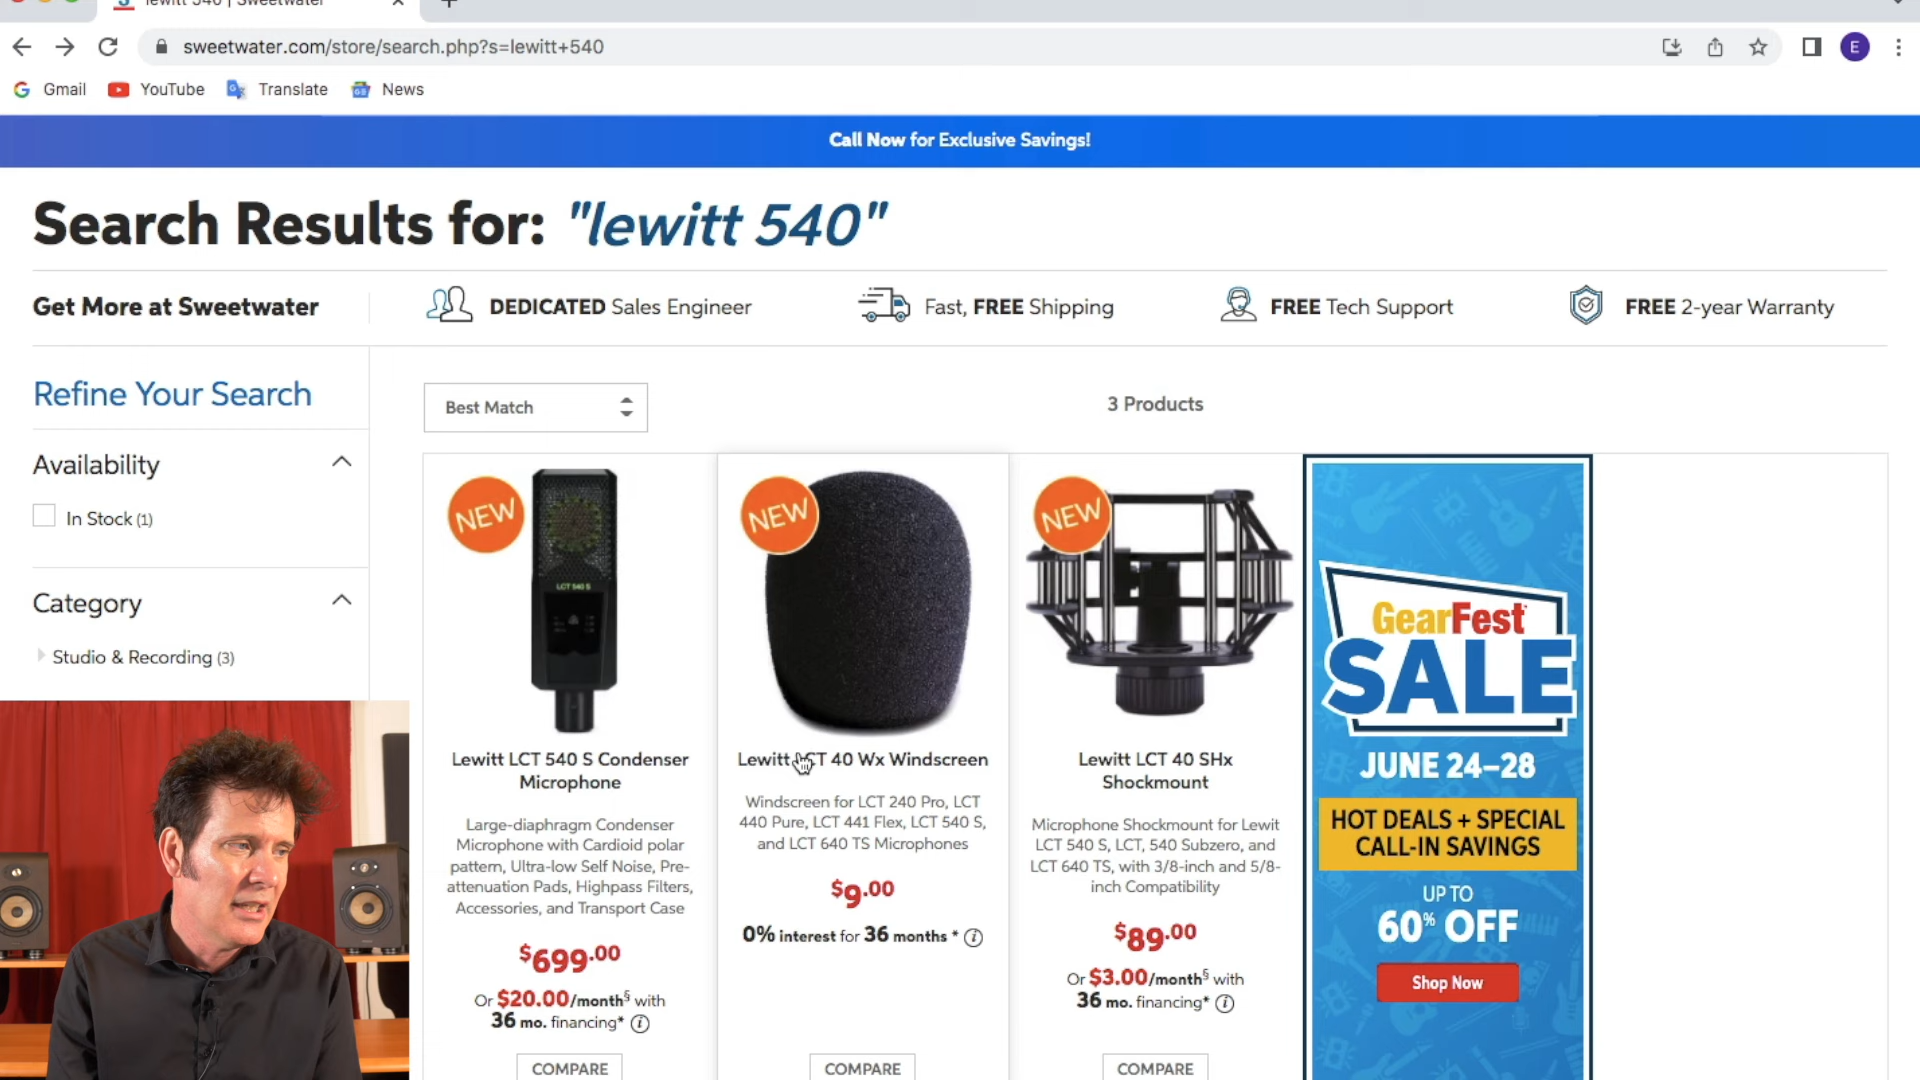 lewitt 540 | Sweetwater
sweetwater.com/store/search.php?s=lewitt+540
E
Gmail
YouTube
Translate
News
Call Now for Exclusive Savings!
Search Results for: "lewitt 540"
Get More at Sweetwater
DEDICATED Sales Engineer
Fast, FREE Shipping
FREE Tech Support
FREE 2-year Warranty
Refine Your Search
Availability
In Stock (1)
Category
Studio & Recording (3)
Best Match
3 Products
NEW
LCT 540 S
Lewitt LCT 540 S Condenser
Microphone
Large-diaphragm Condenser
Microphone with Cardioid polar
pattern, Ultra-low Self Noise, Pre-
attenuation Pads, Highpass Filters,
Accessories, and Transport Case
$699.00
Or $20.00/month§ with
36 mo. financing* i
COMPARE
NEW
Lewitt LCT 40 Wx Windscreen
Windscreen for LCT 240 Pro, LCT
440 Pure, LCT 441 Flex, LCT 540 S,
and LCT 640 TS Microphones
$9.00
0% interest for 36 months * i
COMPARE
NEW
Lewitt LCT 40 SHx
Shockmount
Microphone Shockmount for Lewit
LCT 540 S, LCT, 540 Subzero, and
LCT 640 TS, with 3/8-inch and 5/8-
inch Compatibility
$89.00
Or $3.00/month§ with
36 mo. financing* i
COMPARE
GearFest
SALE
JUNE 24–28
HOT DEALS + SPECIAL
CALL-IN SAVINGS
UP TO
60% OFF
Shop Now